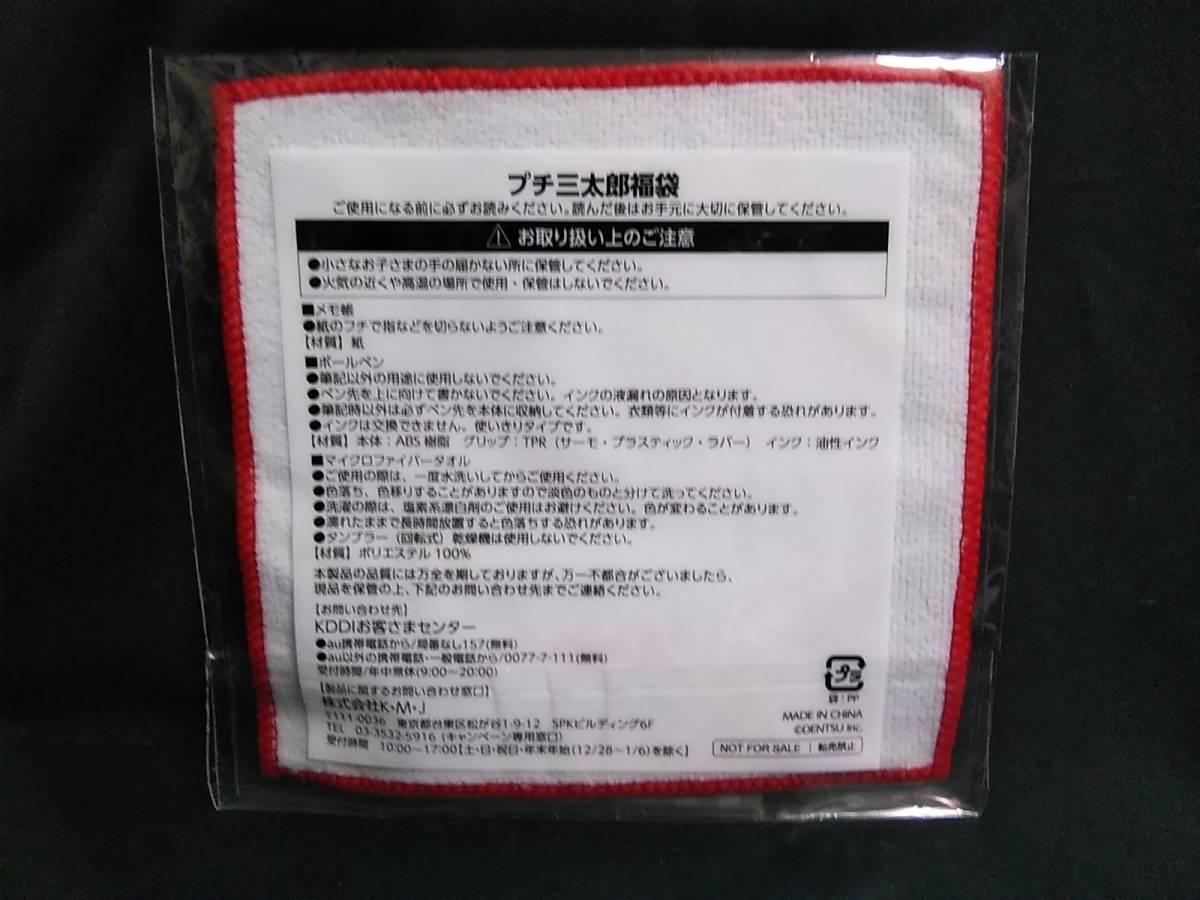 プチ三太郎福袋
ご使用になる前に必ずお読みください。読んだ後はお手元に大切に保管してください。
⚠ お取り扱い上のご注意
●小さなお子さまの手の届かない所に保管してください。
●火気の近くや高温の場所で使用・保管はしないでください。
■メモ帳
●紙のフチで指などを切らないようご注意ください。
【材質】紙
■ボールペン
●筆記以外の用途に使用しないでください。
●ペン先を上に向けて書かないでください。インクの液漏れの原因となります。
●筆記時以外は必ずペン先を本体に収納してください。衣類等にインクが付着する恐れがあります。
●インクは交換できません。使いきりタイプです。
【材質】本体：ABS樹脂 グリップ：TPR（サーモ・プラスティック・ラバー） インク：油性インク
■マイクロファイバータオル
●ご使用の際は、一度水洗いしてからご使用ください。
●色落ち、色移りすることがありますので淡色のものと分けて洗ってください。
●洗濯の際は、塩素系漂白剤のご使用はお避けください。色が変わることがあります。
●濡れたままで長時間放置すると色落ちする恐れがあります。
●タンブラー（回転式）乾燥機は使用しないでください。
【材質】ポリエステル100%
本製品の品質には万全を期しておりますが、万一不都合がございましたら、
現品を保管の上、下記のお問い合わせ先までご連絡ください。
【お問い合わせ先】
KDDIお客さまセンター
●au携帯電話から/局番なし157(無料)
●au以外の携帯電話・一般電話から/0077-7-111(無料)
受付時間/年中無休(9:00〜20:00)
【製品に関するお問い合わせ窓口】
株式会社K・M・J
〒111-0036 東京都台東区松が谷1-9-12 SPKビルディング6F
TEL 03-3532-5916 (キャンペーン専用窓口)
受付時間 10:00〜17:00【土・日・祝日・年末年始(12/28〜1/6)を除く】
プラ
袋：PP
MADE IN CHINA
©DENTSU Inc.
NOT FOR SALE | 転売禁止